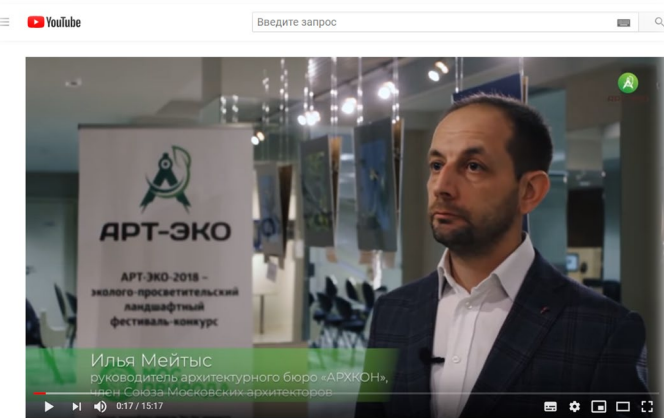 YouTube
Введите запрос
АРТ-ЭКО
АРТ-ЭКО-2018 –
эколого-просветительский
ландшафтный
фестиваль-конкурс
Илья Мейтыс
руководитель архитектурного бюро «АРХКОН»,
член Союза Московских архитекторов
0:17 / 15:17